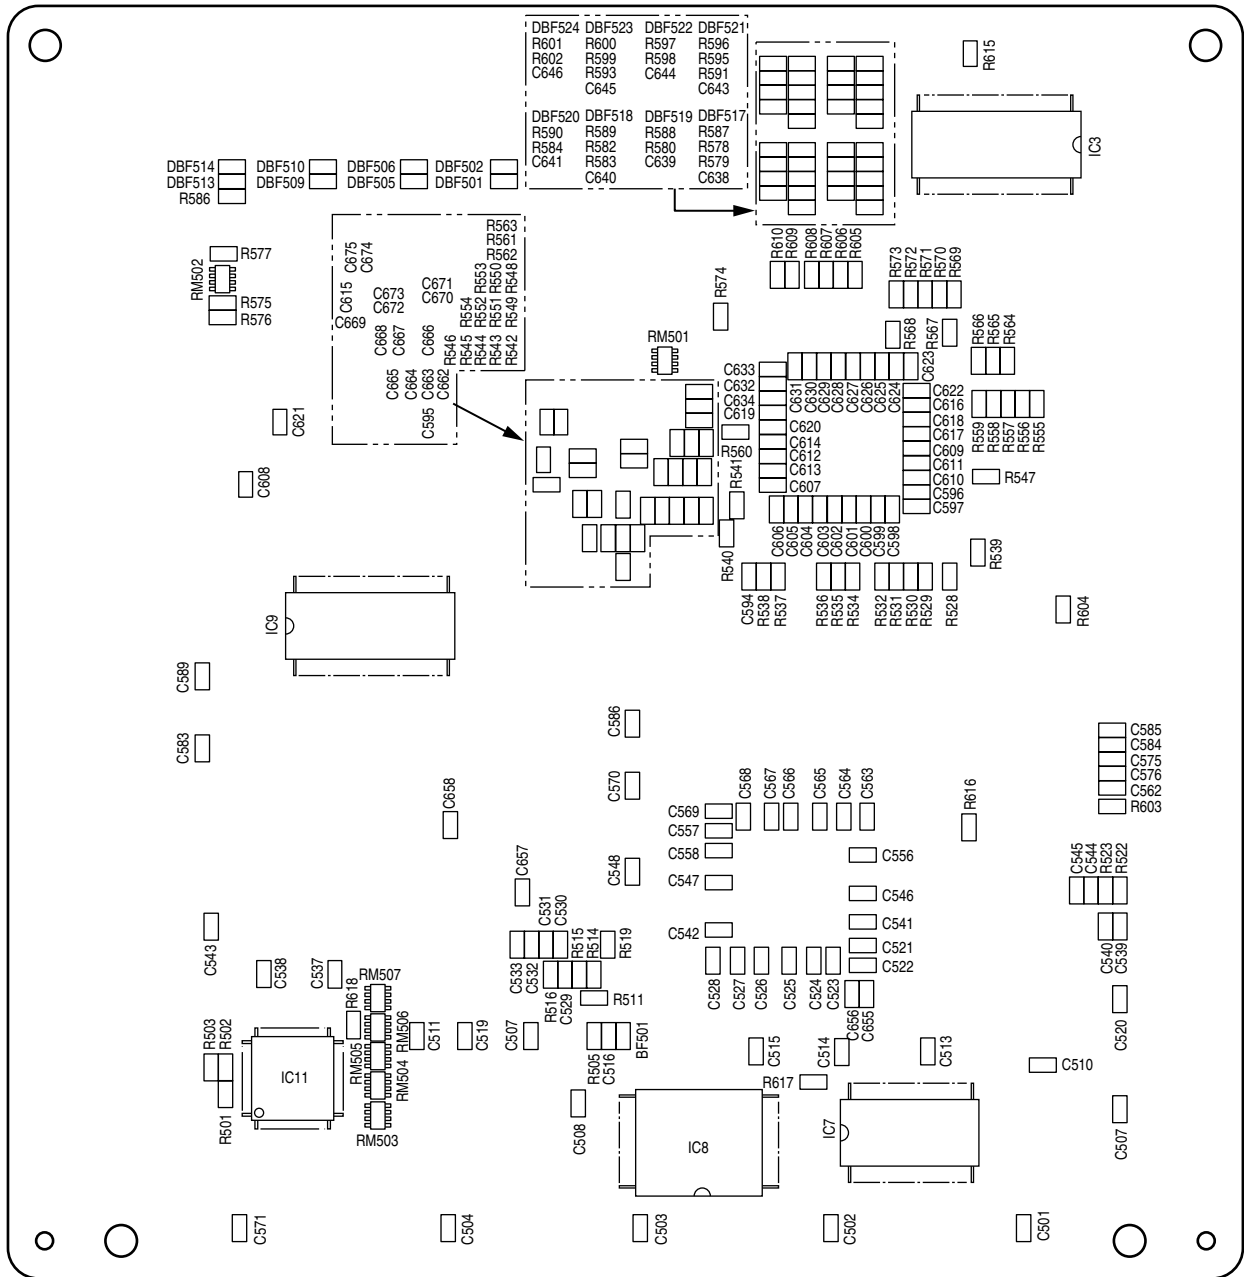 DBF524 DBF523 DBF522 DBF521
R601 R600 R597 R596
R602 R599 R598 R595
C646 R593 C644 R591
C645 C643
DBF520 DBF518 DBF519 DBF517
R590 R589 R588 R587
R584 R582 R580 R578
C641 R583 C639 R579
C640 C638
R615
IC3
DBF514 DBF510 DBF506 DBF502
DBF513 DBF509 DBF505 DBF501
R586
R577
RM502
R575
R576
R563
R561
R562
C675
C674
C615
C669
C673
C672
C671
C670
R554
R553
R552
R550
R551
R548
R549
C668
C667
C666
R546
R545
R544
R543
R542
C665
C664
C663
C662
C595
R610
R609
R608
R607
R606
R605
R573
R572
R571
R570
R569
R574
R568
R567
R566
R565
R564
RM501
C633
C632
C634
C619
C620
C614
C612
C613
C607
C631
C630
C629
C628
C627
C626
C625
C624
C623
C622
C616
C618
C617
C609
C611
C610
C596
C597
R559
R558
R557
R556
R555
C621
C608
R560
R541
R540
R547
C606
C605
C604
C603
C602
C601
C600
C599
C598
R539
C594
R538
R537
R536
R535
R534
R532
R531
R530
R529
R528
R604
IC9
C589
C583
C586
C570
C585
C584
C575
C576
C562
R603
C658
C568
C567
C566
C565
C564
C563
R616
C569
C557
C558
C547
C542
C556
C546
C541
C521
C522
C657
C548
C545
C544
R523
R522
C531
C530
R515
R514
R519
C543
C538
C537
C533
C532
R516
C529
R511
C528
C527
C526
C525
C524
C523
C540
C539
C520
R618
RM507
RM506
RM505
RM504
RM503
C511
C519
C507
R505
C516
BF501
C656
C655
C515
C514
C513
C510
R503
R502
R501
IC11
R617
C508
IC8
IC7
C507
C571
C504
C503
C502
C501